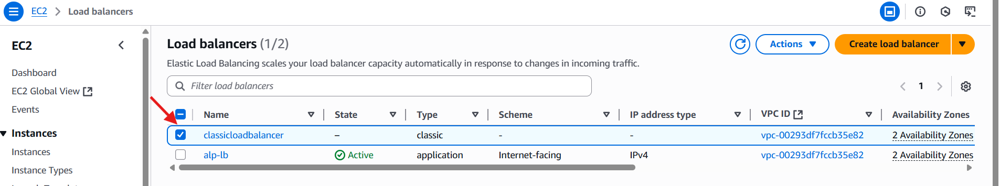 EC2 > Load balancers
EC2
Dashboard
EC2 Global View
Events
Instances
Instances
Instance Types
Load balancers (1/2)
Actions
Create load balancer
Elastic Load Balancing scales your load balancer capacity automatically in response to changes in incoming traffic.
Filter load balancers
1
Name State Type Scheme IP address type VPC ID Availability Zones
classicloadbalancer – classic - - vpc-00293df7fccb35e82 2 Availability Zones
alp-lb Active application Internet-facing IPv4 vpc-00293df7fccb35e82 2 Availability Zones